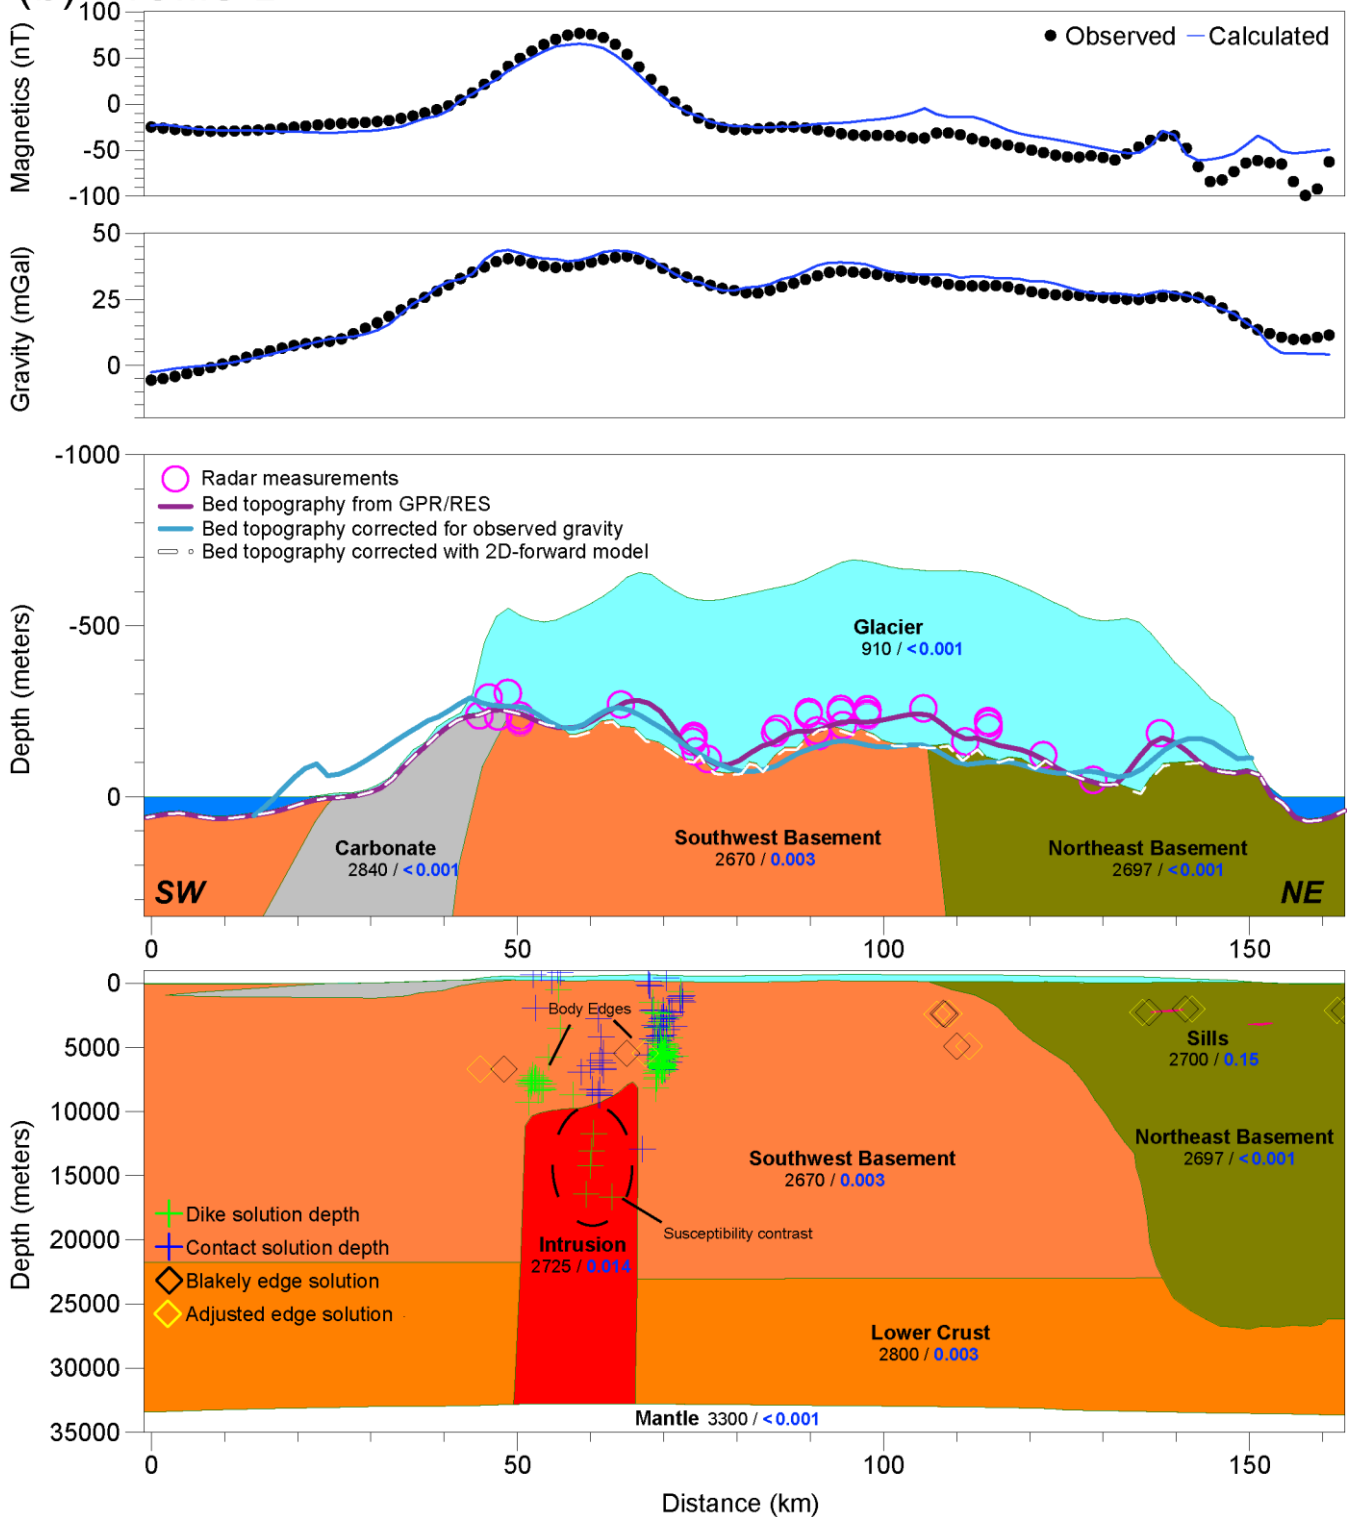 100
50
0
-50
-100
Magnetics (nT)
Observed
Calculated
50
25
0
Gravity (mGal)
-1000
-500
0
Depth (meters)
Radar measurements
Bed topography from GPR/RES
Bed topography corrected for observed gravity
Bed topography corrected with 2D-forward model
Glacier
910 / <0.001
Carbonate
2840 / <0.001
Southwest Basement
2670 / 0.003
Northeast Basement
2697 / <0.001
SW
NE
0 50 100 150
0
5000
10000
15000
20000
25000
30000
35000
Depth (meters)
Body Edges
Sills
2700 / 0.15
Northeast Basement
2697 / <0.001
Southwest Basement
2670 / 0.003
Dike solution depth
Contact solution depth
Blakely edge solution
Adjusted edge solution
Susceptibility contrast
Intrusion
2725 / 0.014
Lower Crust
2800 / 0.003
Mantle 3300 / <0.001
0 50 100 150
Distance (km)